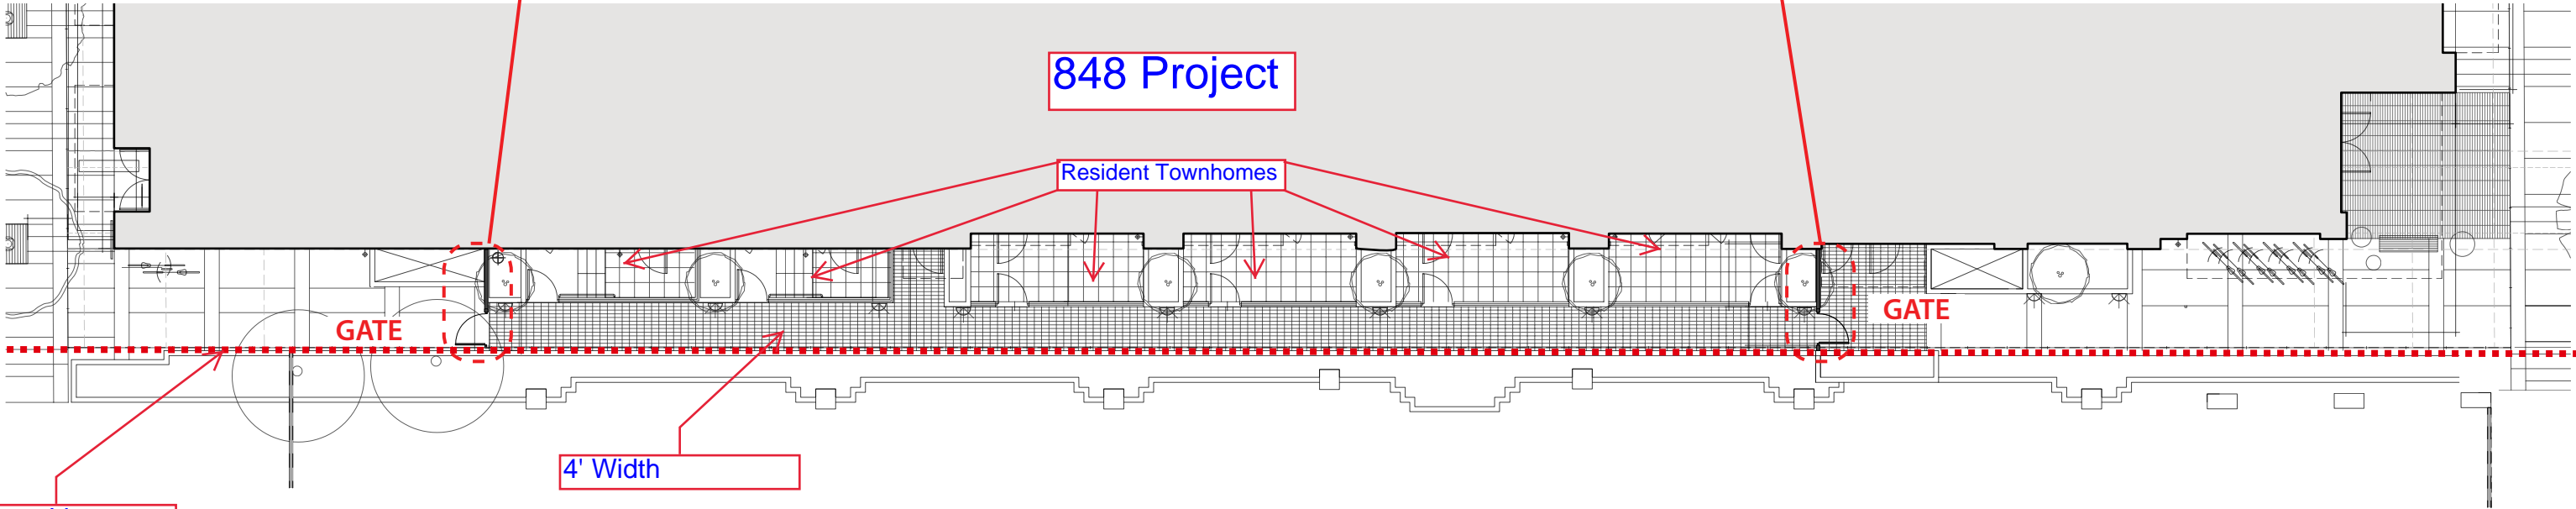 848 Project
Resident Townhomes
GATE
GATE
4' Width